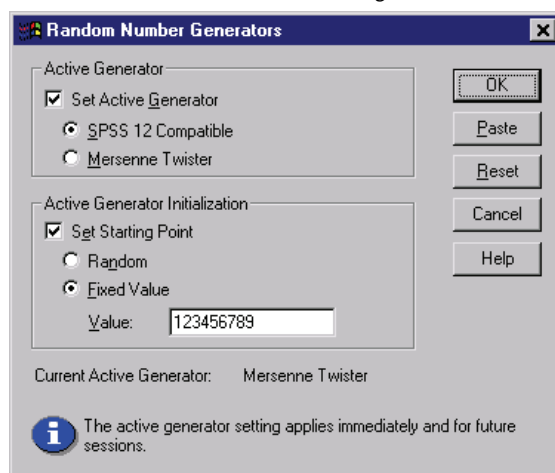 Random Number Generators
Active Generator
Set Active Generator
SPSS 12 Compatible
Mersenne Twister
Active Generator Initialization
Set Starting Point
Random
Fixed Value
Value: 123456789
OK
Paste
Reset
Cancel
Help
Current Active Generator: Mersenne Twister
The active generator setting applies immediately and for future
sessions.